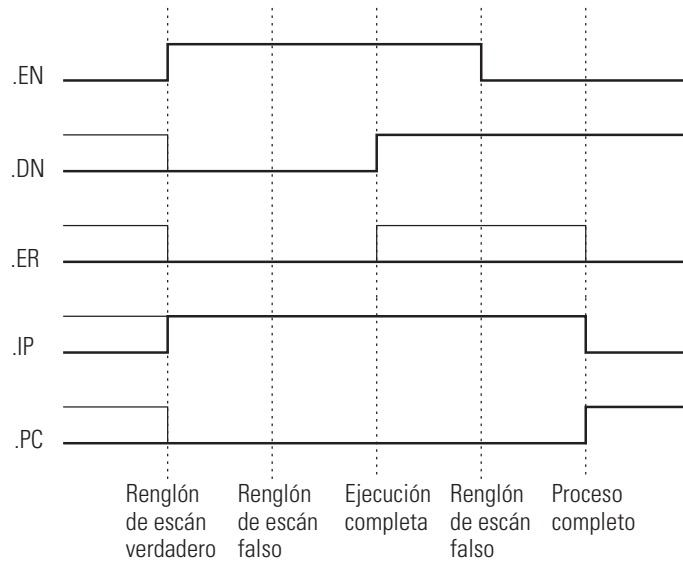 .EN
.DN
.ER
.IP
.PC
Renglón
de escán
verdadero
Renglón
de escán
falso
Ejecución
completa
Renglón
de escán
falso
Proceso
completo